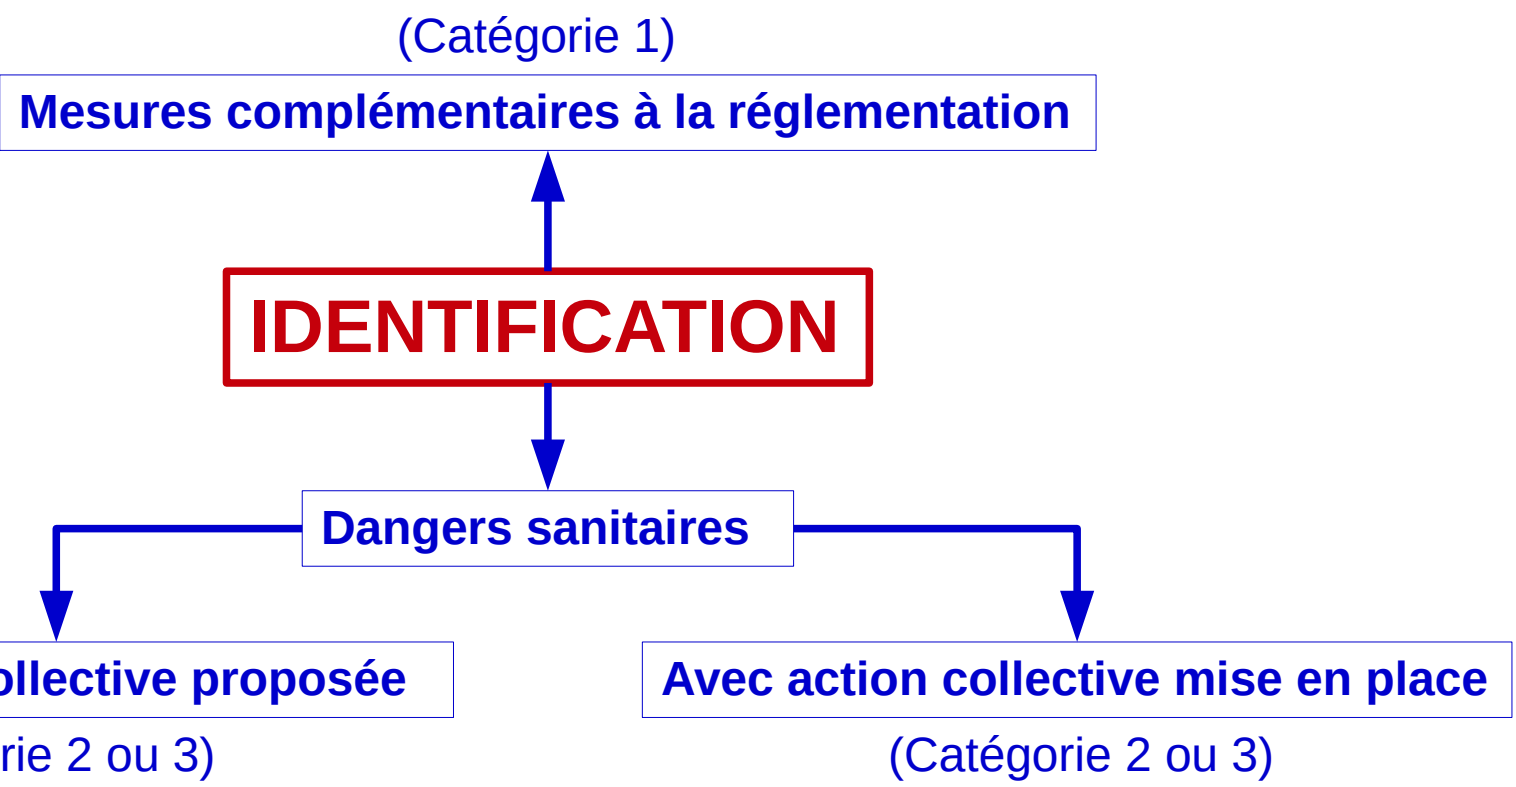 (Catégorie 1)
Mesures complémentaires à la réglementation
IDENTIFICATION
Dangers sanitaires
ollective proposée
Avec action collective mise en place
rie 2 ou 3)
(Catégorie 2 ou 3)